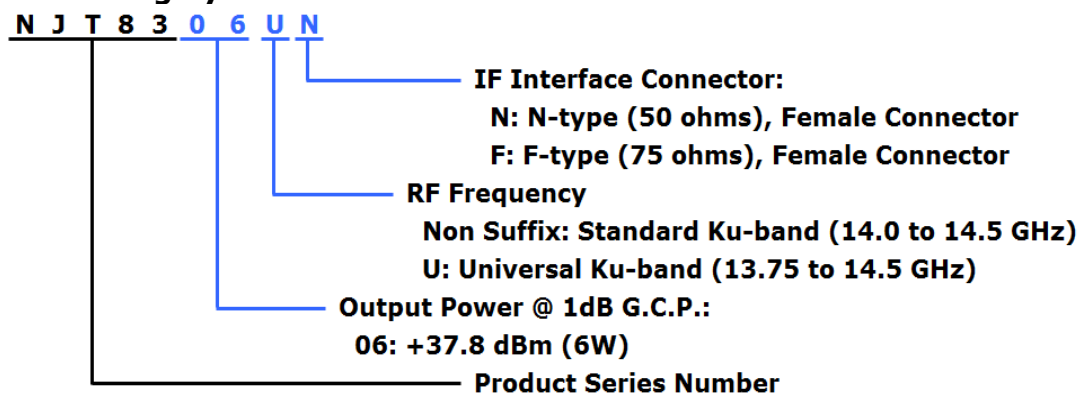 N J T 8 3 0 6 U N
IF Interface Connector:
N: N-type (50 ohms), Female Connector
F: F-type (75 ohms), Female Connector
RF Frequency
Non Suffix: Standard Ku-band (14.0 to 14.5 GHz)
U: Universal Ku-band (13.75 to 14.5 GHz)
Output Power @ 1dB G.C.P.:
06: +37.8 dBm (6W)
Product Series Number